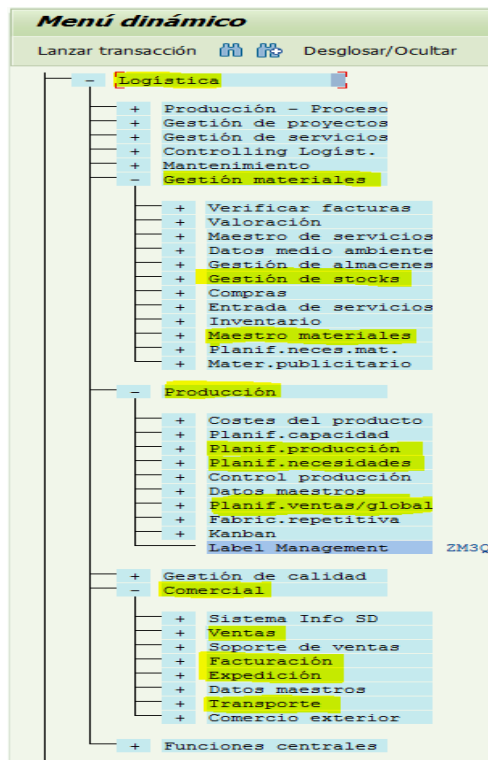 Menú dinámico
Lanzar transacción Desglosar/Ocultar
- Logística
+ Producción - Proceso
+ Gestión de proyectos
+ Gestión de servicios
+ Controlling Logist.
+ Mantenimiento
- Gestión materiales
+ Verificar facturas
+ Valoración
+ Maestro de servicios
+ Datos medio ambiente
+ Gestión de almacenes
+ Gestión de stocks
+ Compras
+ Entrada de servicios
+ Inventario
+ Maestro materiales
+ Planif.neces.mat.
+ Mater.publicitario
- Producción
+ Costes del producto
+ Planif.capacidad
+ Planif.producción
+ Planif.necesidades
+ Control producción
+ Datos maestros
+ Planif.ventas/global
+ Fabric.repetitiva
+ Kanban
Label Management ZM3Q
+ Gestión de calidad
- Comercial
+ Sistema Info SD
+ Ventas
+ Soporte de ventas
+ Facturación
+ Expedición
+ Datos maestros
+ Transporte
+ Comercio exterior
+ Funciones centrales